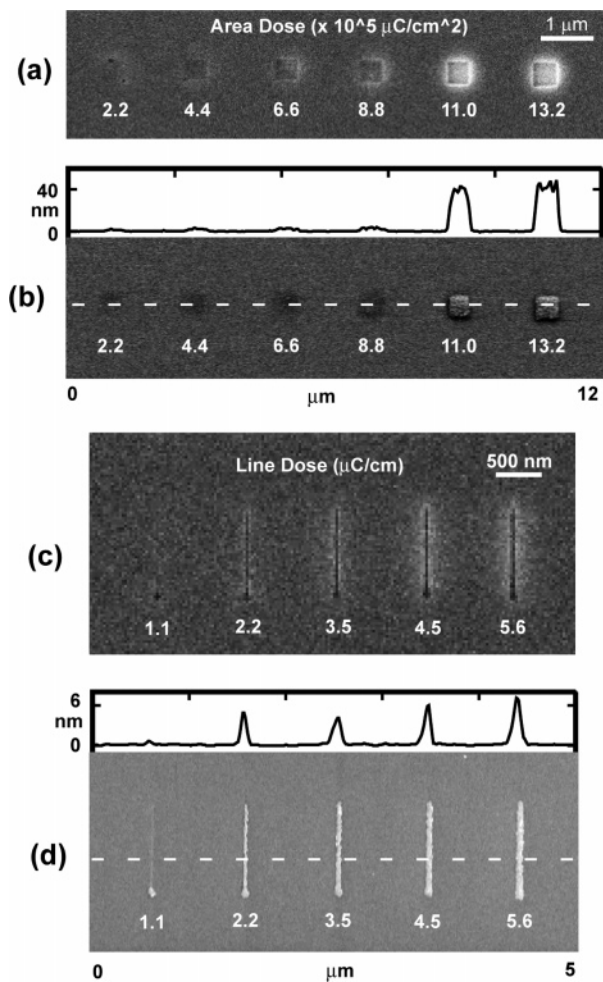 Area Dose (x 10^5 μC/cm^2)
1 μm
(a)
2.2 4.4 6.6 8.8 11.0 13.2
40
nm
0
(b)
2.2 4.4 6.6 8.8 11.0 13.2
0 μm 12
Line Dose (μC/cm)
500 nm
(c)
1.1 2.2 3.5 4.5 5.6
6
nm
0
(d)
1.1 2.2 3.5 4.5 5.6
0 μm 5